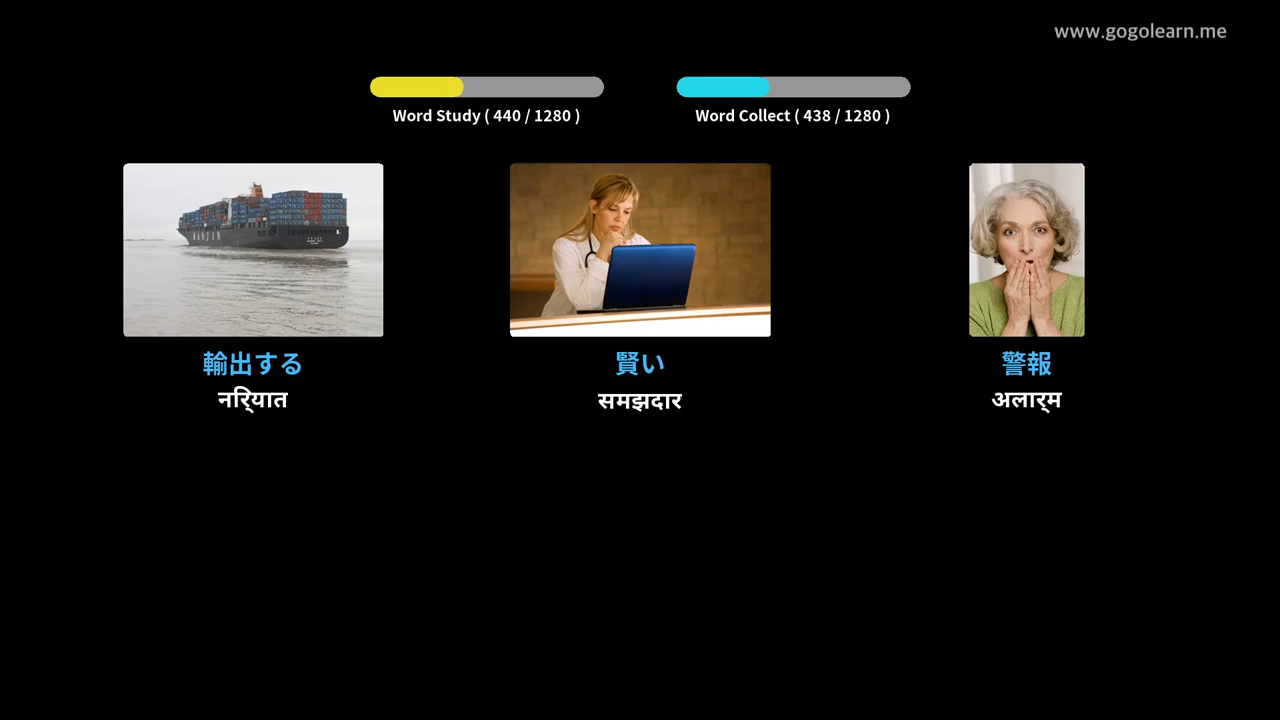 www.gogolearn.me
Word Study ( 440 / 1280 )
Word Collect ( 438 / 1280 )
HANJIN
輸出する
賢い
警報
निर्यात
समझदार
अलार्म